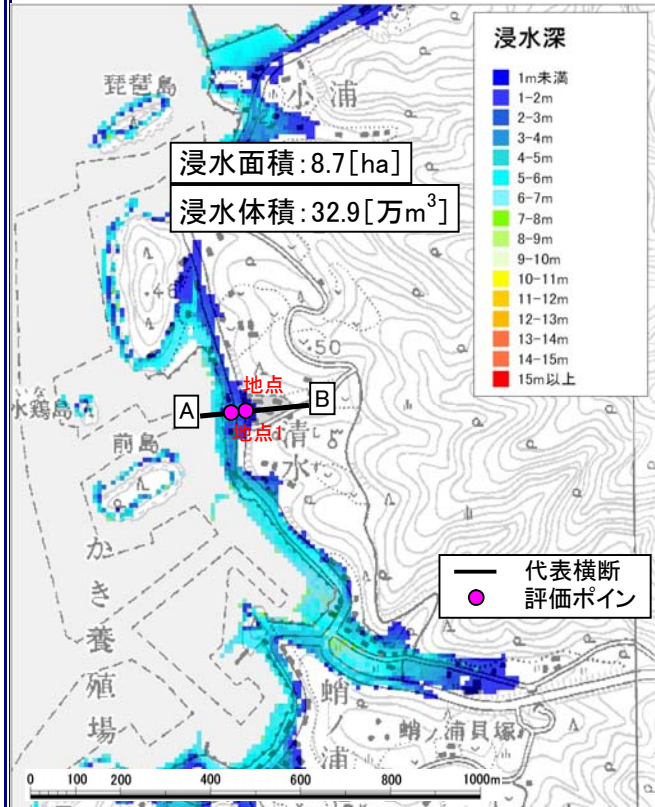 浸水深
1m未満
1-2m
2-3m
3-4m
4-5m
5-6m
6-7m
7-8m
8-9m
9-10m
10-11m
11-12m
12-13m
13-14m
14-15m
15m以上
琵琶島
小浦
浸水面積:8.7[ha]
浸水体積:32.9[万m³]
46
50
地点
A
B
地点1
清水
水鶏島
前島
かき養殖場
代表横断
評価ポイン
蛸ノ浦
蛸ノ浦貝塚
0 100 200 400 600 800 1000m